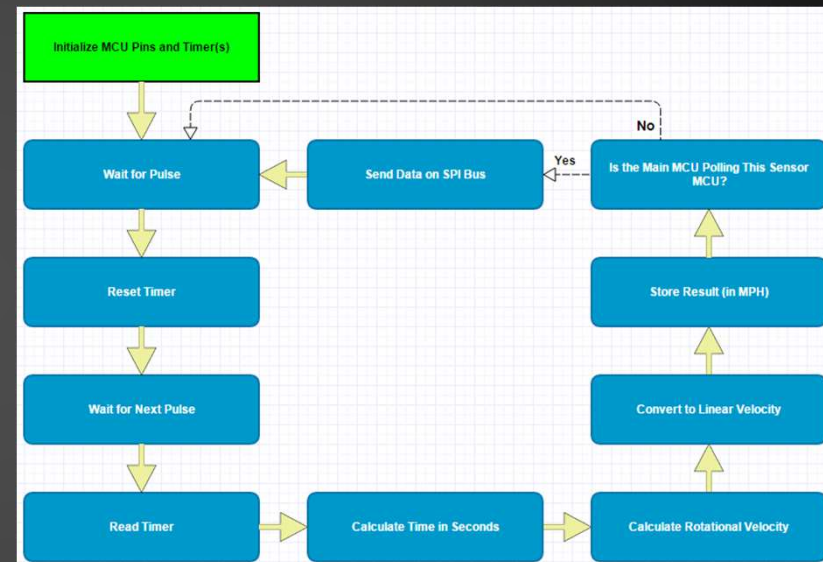 Initialize MCU Pins and Timer(s)
No
Wait for Pulse
Send Data on SPI Bus
Yes
Is the Main MCU Polling This Sensor
MCU?
Reset Timer
Store Result (in MPH)
Wait for Next Pulse
Convert to Linear Velocity
Read Timer
Calculate Time in Seconds
Calculate Rotational Velocity